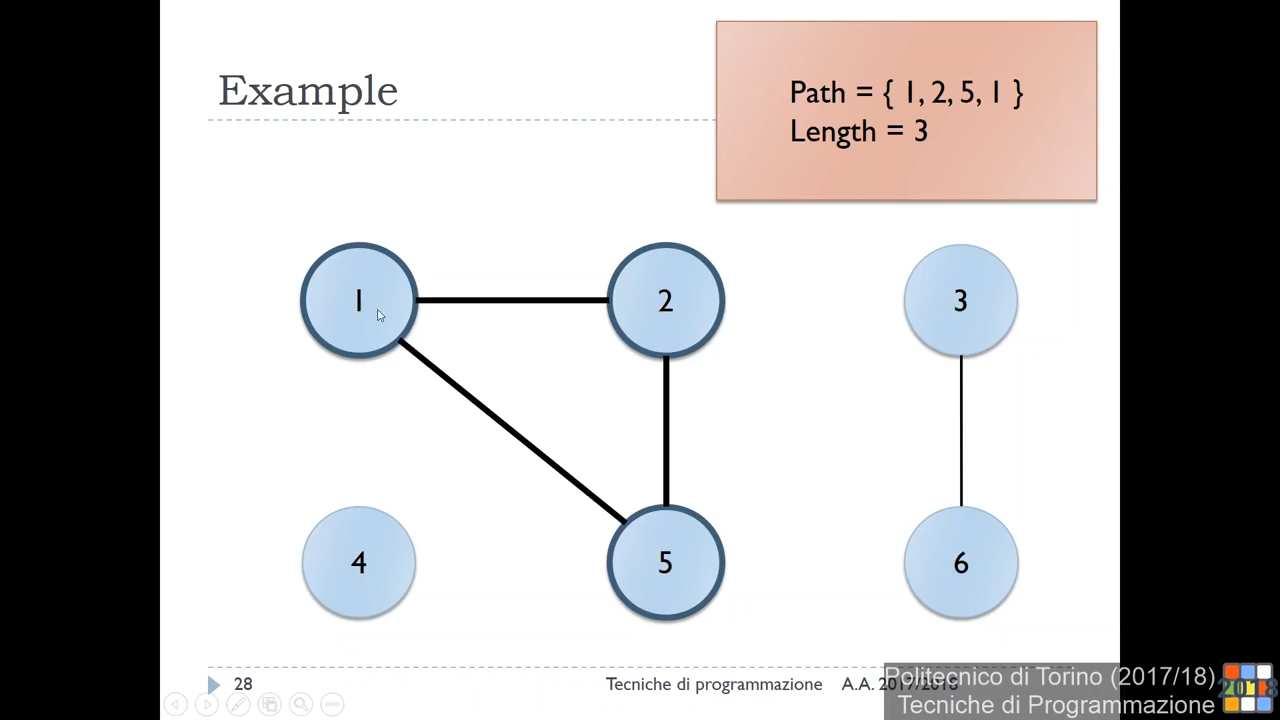 Example
Path = { 1, 2, 5, 1 }
Length = 3
1
2
3
4
5
6
28
Tecniche di programmazione
A.A. 2017/2018
Politecnico di Torino (2017/18)
Tecniche di Programmazione
2018